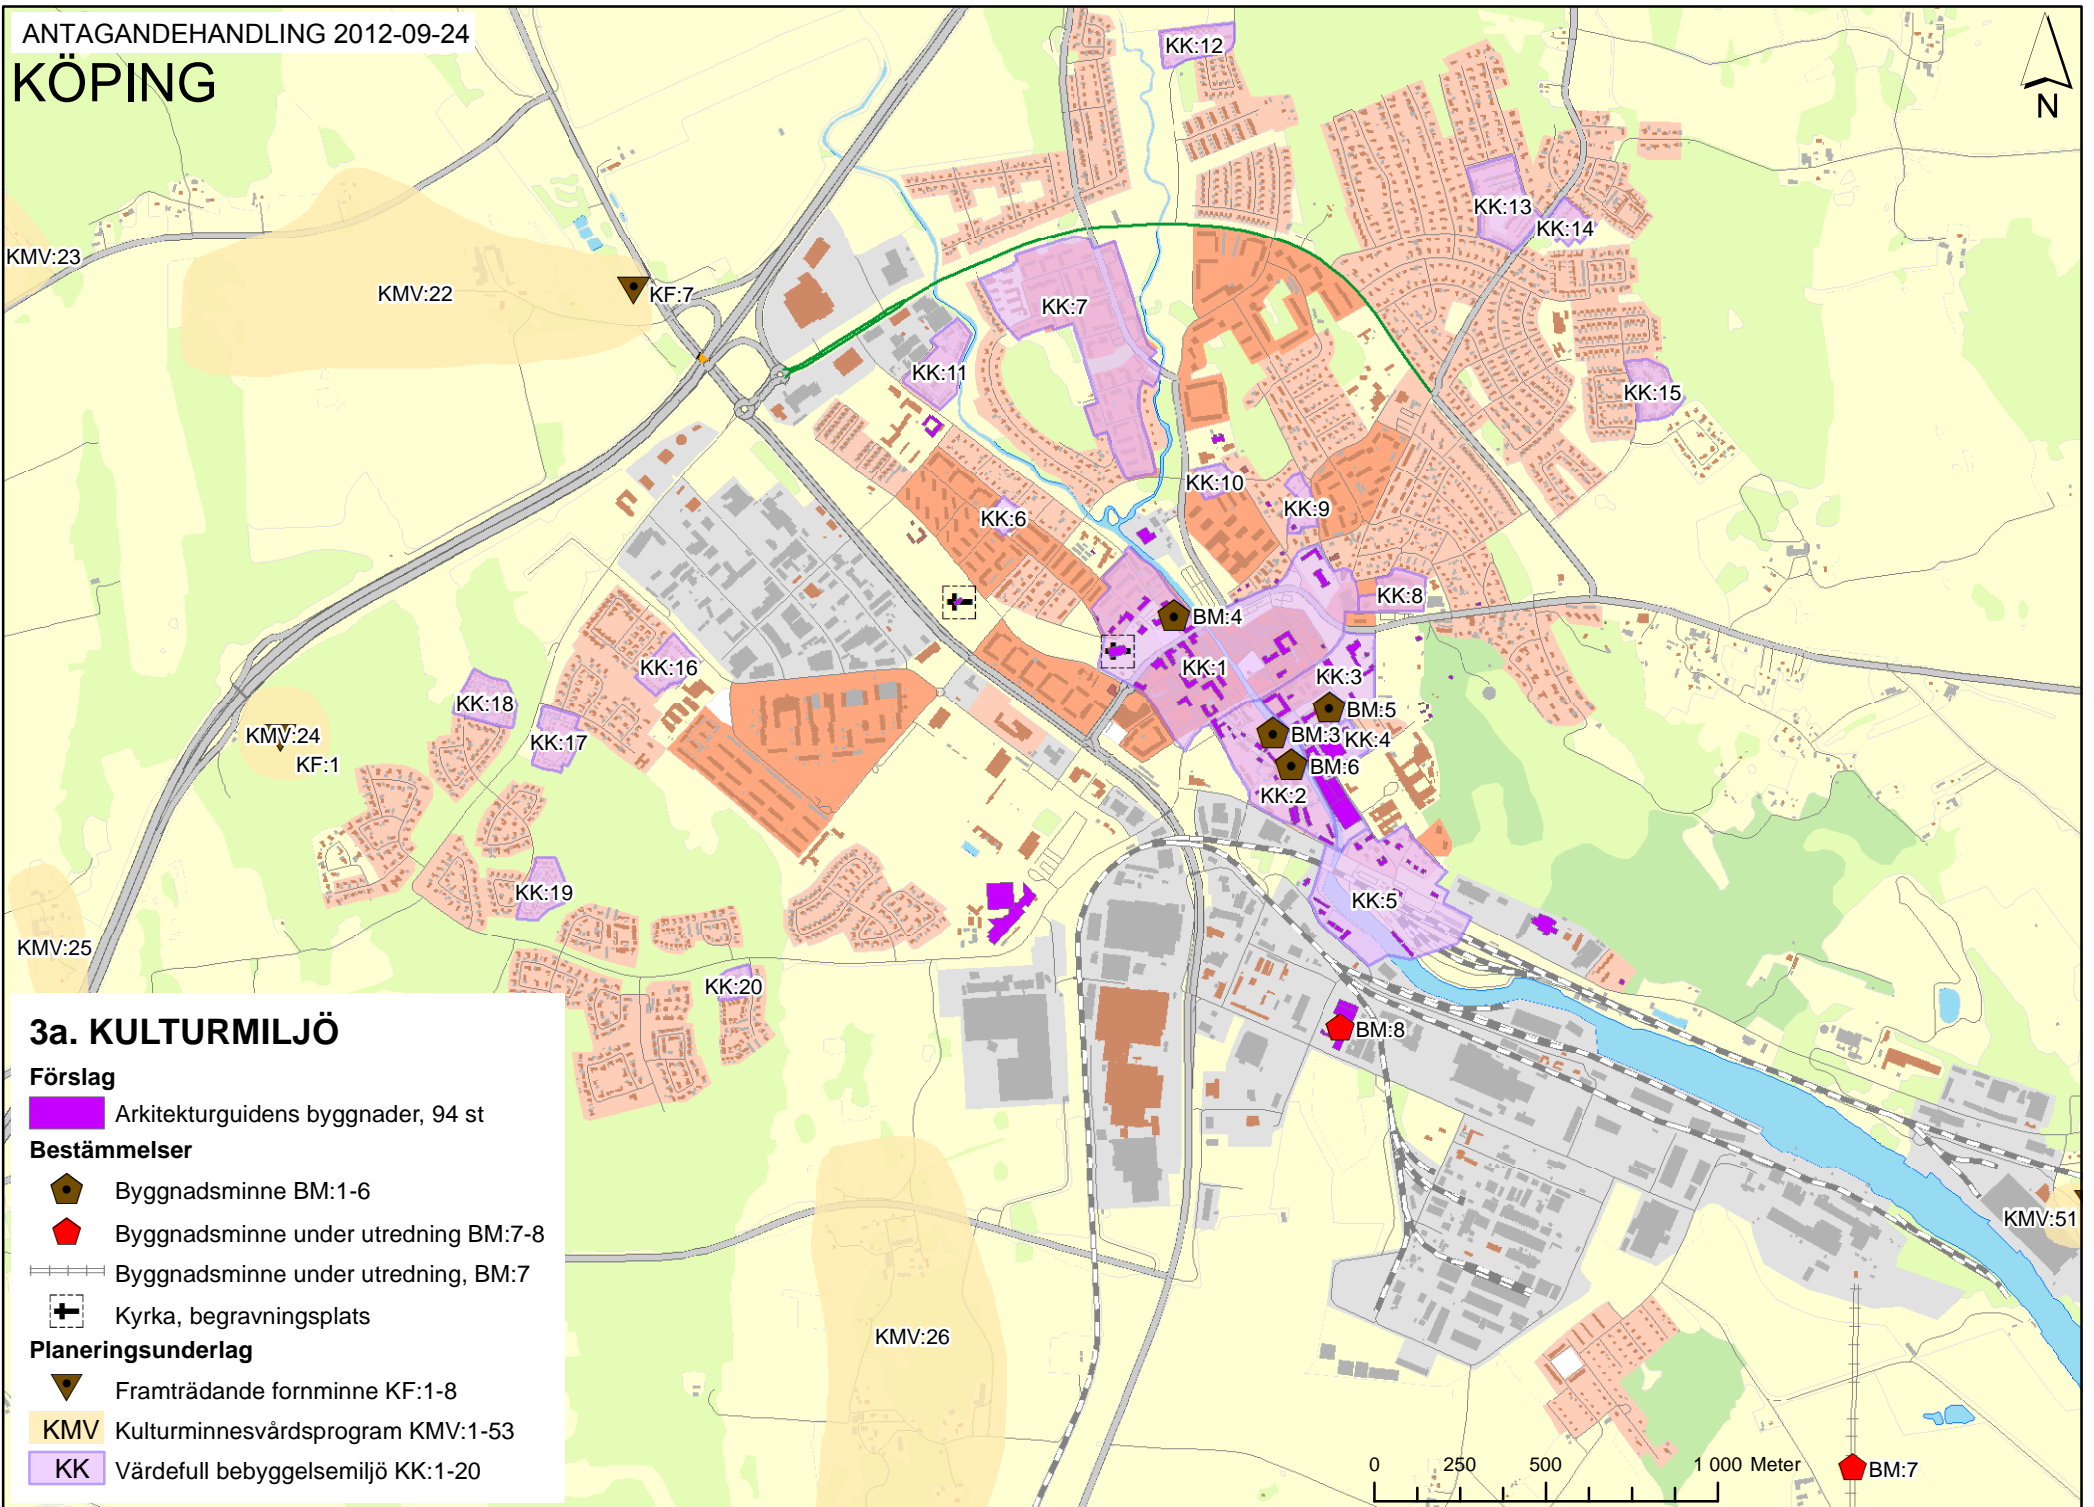 ANTAGANDEHANDLING 2012-09-24
KÖPING
N
KK:12
KK:13
KK:14
KMV:23
KMV:22
KF:7
KK:7
KK:11
KK:15
KK:10
KK:9
KK:6
KK:8
BM:4
KK:1
KK:16
KK:3
KK:18
BM:5
KMV:24
KK:17
BM:3
KK:4
KF:1
BM:6
KK:2
KK:19
KK:5
KMV:25
KK:20
BM:8
KMV:51
KMV:26
BM:7
3a. KULTURMILJÖ
Förslag
Arkitekturguidens byggnader, 94 st
Bestämmelser
Byggnadsminne BM:1-6
Byggnadsminne under utredning BM:7-8
Byggnadsminne under utredning, BM:7
Kyrka, begravningsplats
Planeringsunderlag
Framträdande fornminne KF:1-8
KMV Kulturminnesvårdsprogram KMV:1-53
KK Värdefull bebyggelsemiljö KK:1-20
0 250 500 1 000 Meter